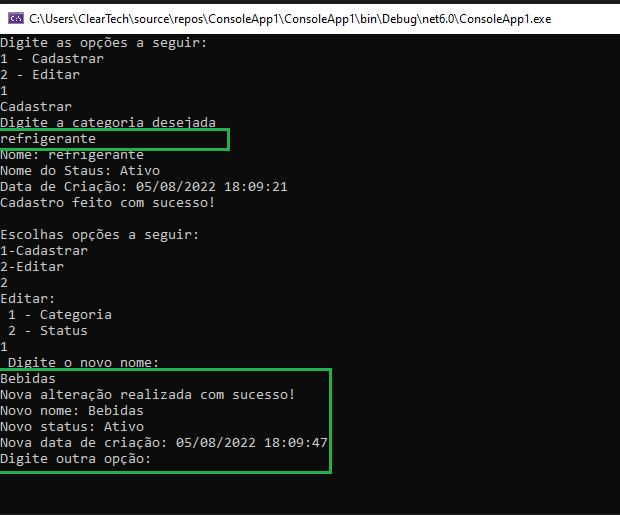 C:\Users\ClearTech\source\repos\ConsoleApp1\ConsoleApp1\bin\Debug\net6.0\ConsoleApp1.exe
Digite as opções a seguir:
1 - Cadastrar
2 - Editar
1
Cadastrar
Digite a categoria desejada
refrigerante
Nome: refrigerante
Nome do Staus: Ativo
Data de Criação: 05/08/2022 18:09:21
Cadastro feito com sucesso!
Escolhas opções a seguir:
1-Cadastrar
2-Editar
2
Editar:
1 - Categoria
2 - Status
1
Digite o novo nome:
Bebidas
Nova alteração realizada com sucesso!
Novo nome: Bebidas
Novo status: Ativo
Nova data de criação: 05/08/2022 18:09:47
Digite outra opção: